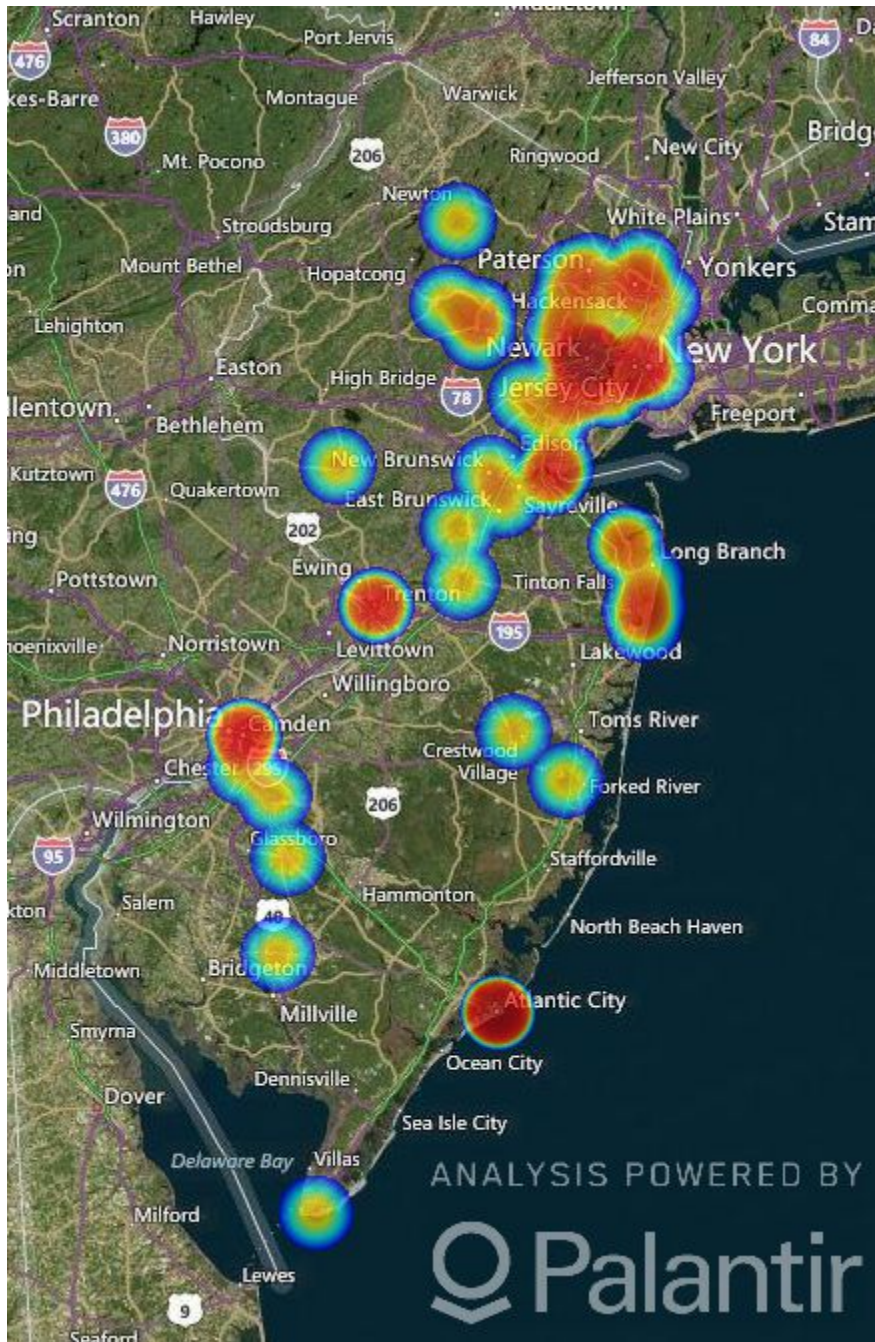 Scranton
Hawley
Port Jervis
84
476
Jefferson Valley
kes-Barre
Montague
Warwick
380
206
Ringwood
New City
Bridge
Mt. Pocono
Newton
White Plains
Stam
Stroudsburg
Mount Bethel
Hopatcong
Paterson
Yonkers
Hackensack
Comma
Lehighton
Newark
New York
Easton
High Bridge
78
Jersey City
Freeport
llentown
Bethlehem
Edison
Kutztown
476
Quakertown
New Brunswick
East Brunswick
Sayreville
202
ing
Ewing
Long Branch
Pottstown
Trenton
Tinton Falls
195
hoenixville
Norristown
Levittown
Lakewood
Willingboro
Philadelphia
Camden
Toms River
Crestwood
Village
Chester
295
Forked River
206
Wilmington
Glassboro
95
Staffordville
Salem
Hammonton
40
North Beach Haven
Middletown
Bridgeton
Millville
Atlantic City
Smyrna
Ocean City
Dennisville
Dover
Sea Isle City
Delaware Bay
Villas
ANALYSIS POWERED BY
Milford
Palantir
Lewes
9
Seaford